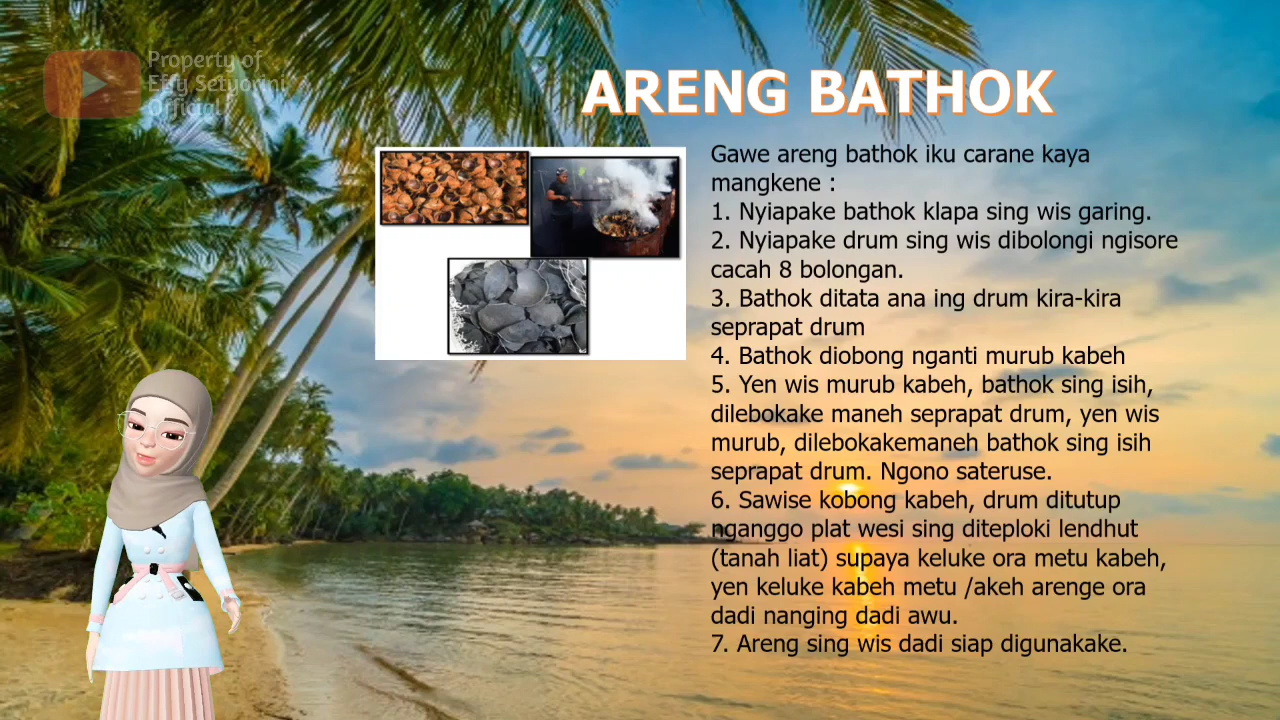 Property of
Effy Setyorini
Official
ARENG BATHOK
Gawe areng bathok iku carane kaya
mangkene :
1. Nyiapake bathok klapa sing wis garing.
2. Nyiapake drum sing wis dibolongi ngisore
cacah 8 bolongan.
3. Bathok ditata ana ing drum kira-kira
seprapat drum
4. Bathok diobong nganti murub kabeh
5. Yen wis murub kabeh, bathok sing isih,
dilebokake maneh seprapat drum, yen wis
murub, dilebokakemaneh bathok sing isih
seprapat drum. Ngono sateruse.
6. Sawise kobong kabeh, drum ditutup
nganggo plat wesi sing diteploki lendhut
(tanah liat) supaya keluke ora metu kabeh,
yen keluke kabeh metu /akeh arenge ora
dadi nanging dadi awu.
7. Areng sing wis dadi siap digunakake.